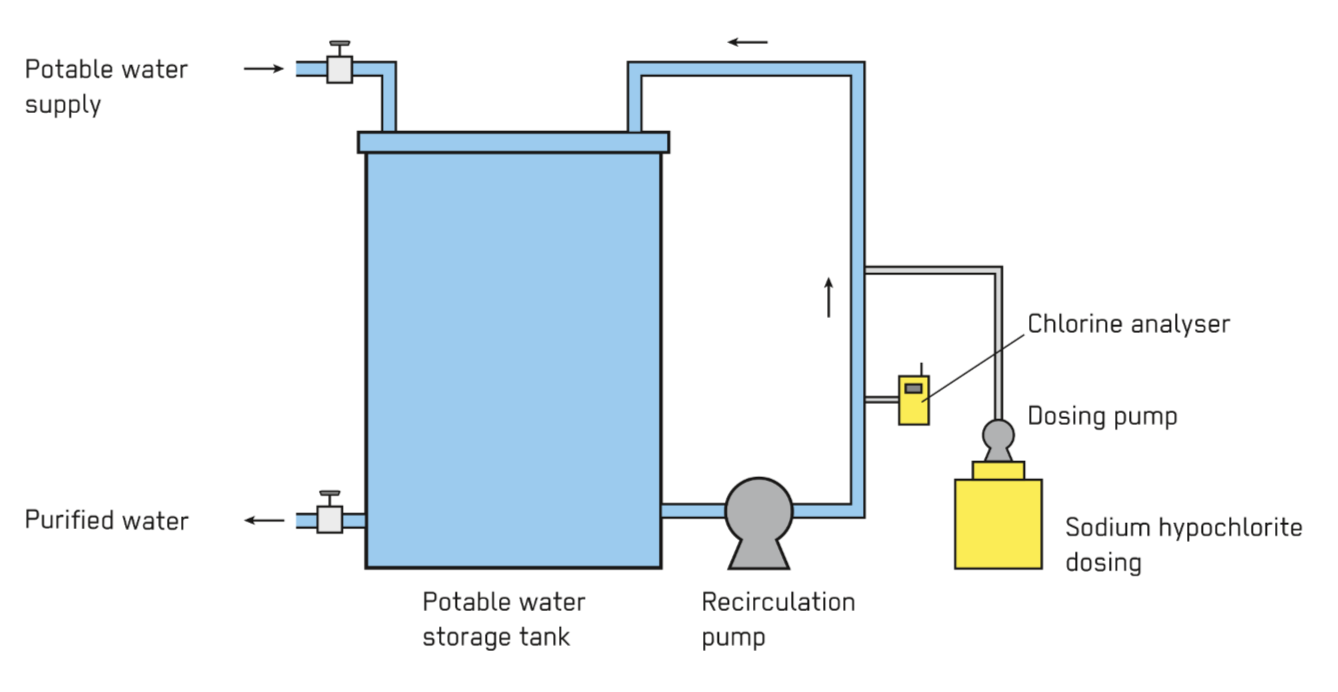 Potable water
supply
Chlorine analyser
Dosing pump
Purified water
Sodium hypochlorite
dosing
Potable water
storage tank
Recirculation
pump